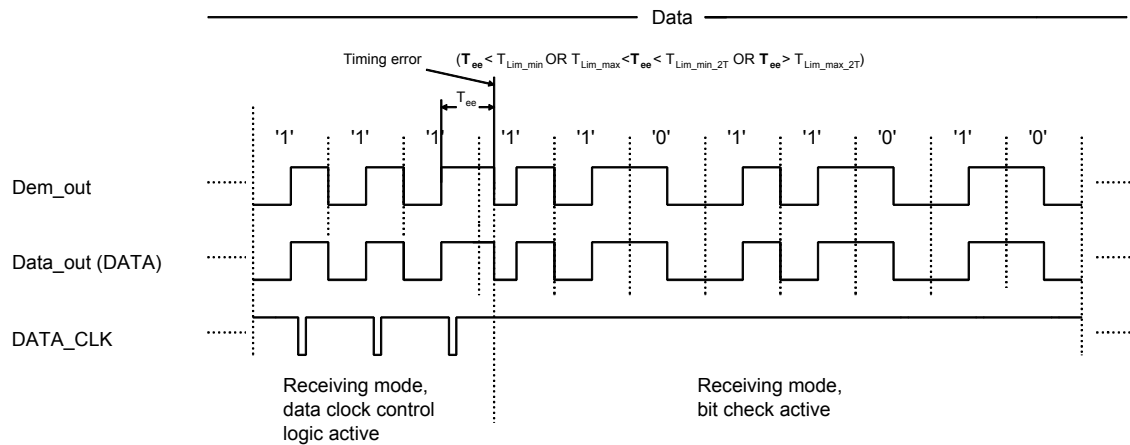 Data
Timing error (Tee < TLim_min OR TLim_max < Tee < TLim_min_2T OR Tee > TLim_max_2T)
Tee
'1' '1' '1' '1' '1' '0' '1' '1' '0' '1' '0'
Dem_out
Data_out (DATA)
DATA_CLK
Receiving mode,
data clock control
logic active
Receiving mode,
bit check active